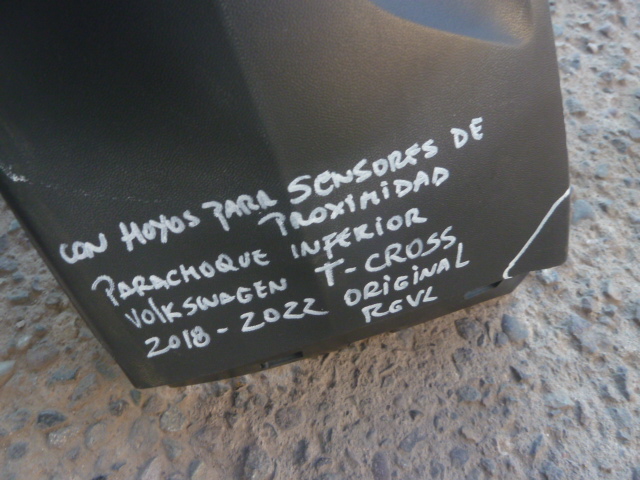 CON HOYOS PARA SENSORES DE
PROXIMIDAD
PARACHOQUE INFERIOR
VOLKSWAGEN T-CROSS
2018-2022 ORIGINAL
RGVL